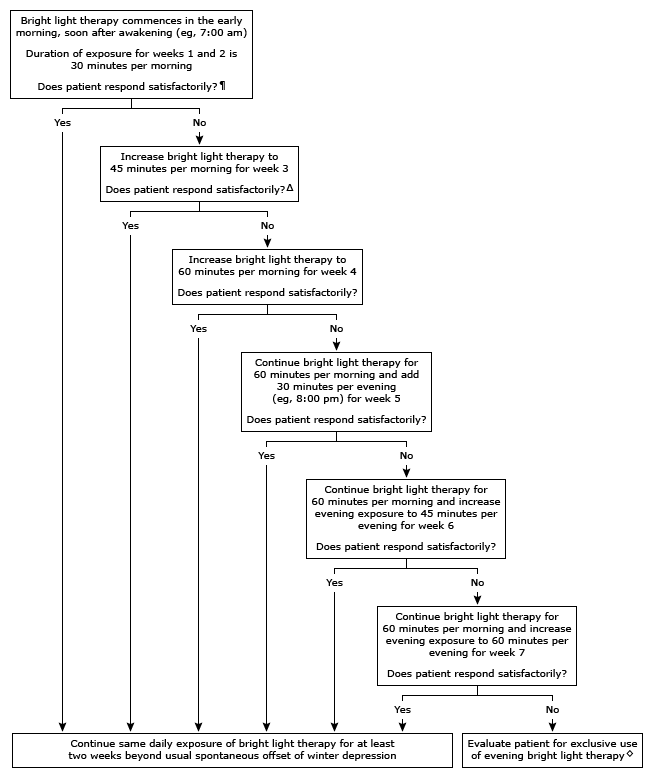 Bright light therapy commences in the early
morning, soon after awakening (eg, 7:00 am)
Duration of exposure for weeks 1 and 2 is
30 minutes per morning
Does patient respond satisfactorily?¶
Yes
No
Increase bright light therapy to
45 minutes per morning for week 3
Does patient respond satisfactorily?Δ
Yes
No
Increase bright light therapy to
60 minutes per morning for week 4
Does patient respond satisfactorily?
Yes
No
Continue bright light therapy for
60 minutes per morning and add
30 minutes per evening
(eg, 8:00 pm) for week 5
Does patient respond satisfactorily?
Yes
No
Continue bright light therapy for
60 minutes per morning and increase
evening exposure to 45 minutes per
evening for week 6
Does patient respond satisfactorily?
Yes
No
Continue bright light therapy for
60 minutes per morning and increase
evening exposure to 60 minutes per
evening for week 7
Does patient respond satisfactorily?
Yes
No
Continue same daily exposure of bright light therapy for at least
two weeks beyond usual spontaneous offset of winter depression
Evaluate patient for exclusive use
of evening bright light therapy◇